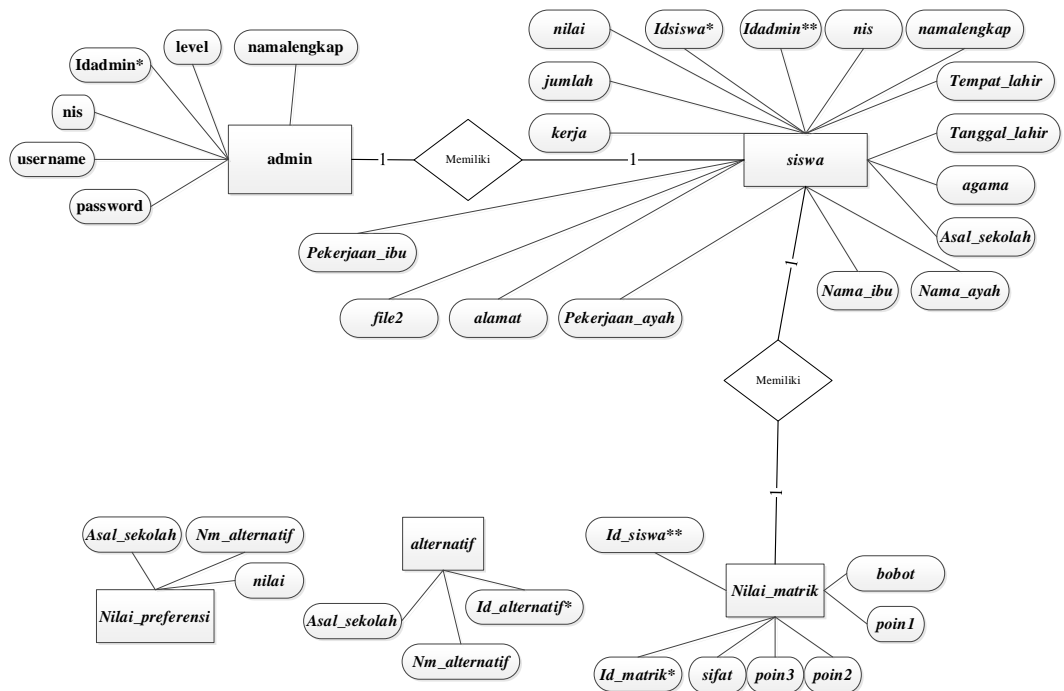 level
namalengkap
Idadmin*
nis
username
password
admin
1
Memiliki
1
nilai
Idsiswa*
Idadmin**
nis
namalengkap
jumlah
Tempat_lahir
kerja
Tanggal_lahir
siswa
agama
Asal_sekolah
Pekerjaan_ibu
file2
alamat
Pekerjaan_ayah
Nama_ibu
Nama_ayah
1
Memiliki
1
Asal_sekolah
Nm_alternatif
nilai
Nilai_preferensi
alternatif
Asal_sekolah
Id_alternatif*
Nm_alternatif
Id_siswa**
Nilai_matrik
bobot
poin1
Id_matrik*
sifat
poin3
poin2